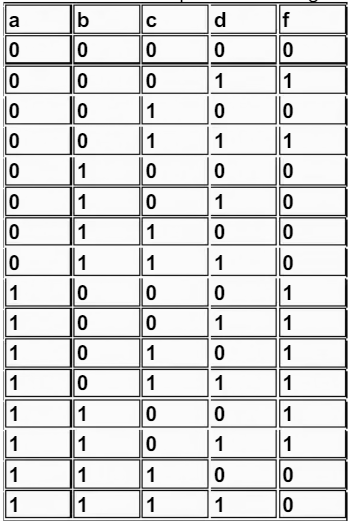 a b c d f
0 0 0 0 0
0 0 0 1 1
0 0 1 0 0
0 0 1 1 1
0 1 0 0 0
0 1 0 1 0
0 1 1 0 0
0 1 1 1 0
1 0 0 0 1
1 0 0 1 1
1 0 1 0 1
1 0 1 1 1
1 1 0 0 1
1 1 0 1 1
1 1 1 0 0
1 1 1 1 0